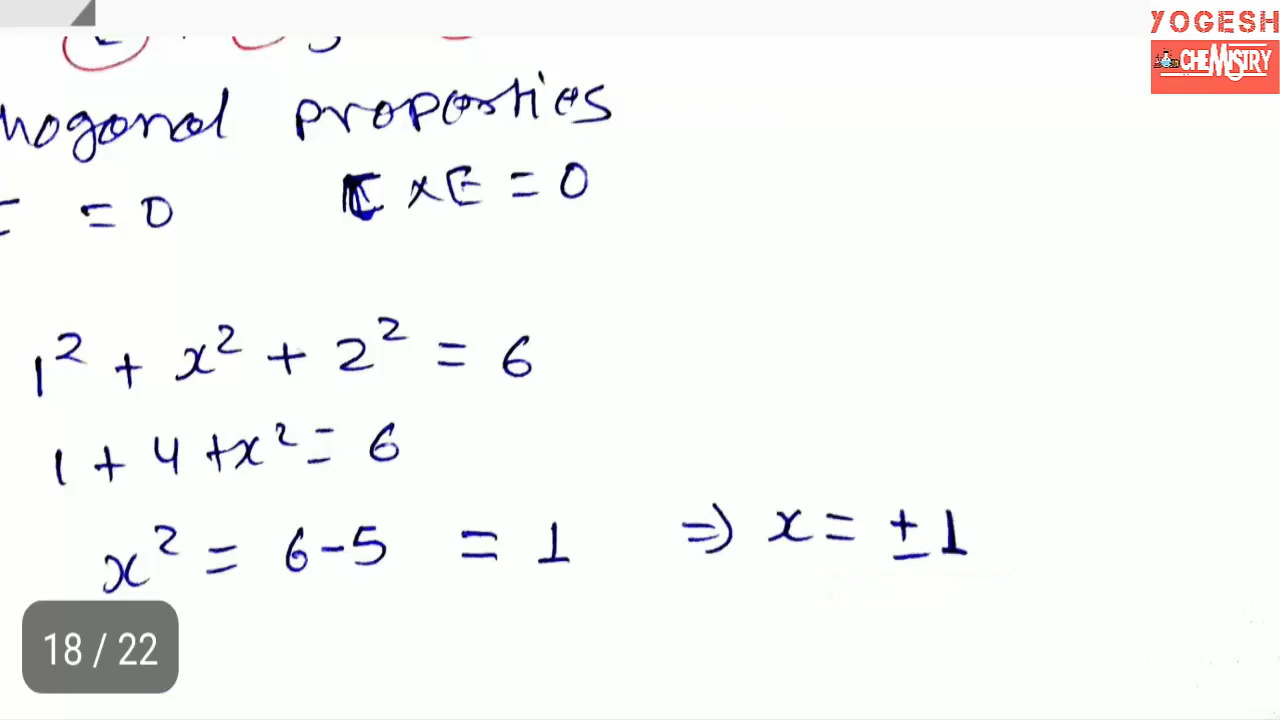 YOGESH
CHEMISTRY
hogonal properties
= 0 C × E = 0
1² + x² + 2² = 6
1 + 4 + x² = 6
x² = 6 - 5 = 1 ⇒ x = ± 1
18 / 22